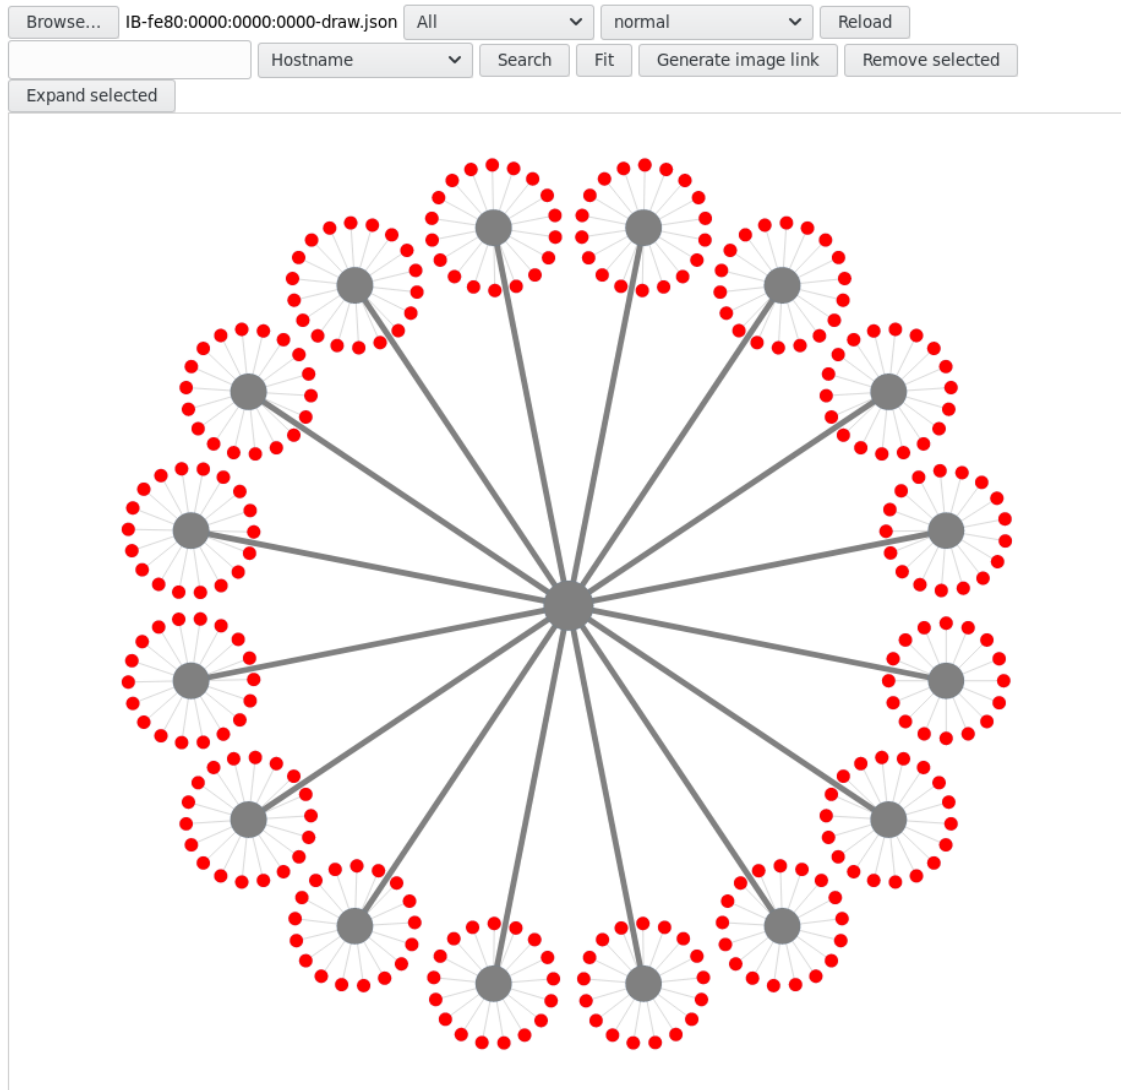 Browse... IB-fe80:0000:0000:0000-draw.json All normal Reload
Hostname Search Fit Generate image link Remove selected
Expand selected